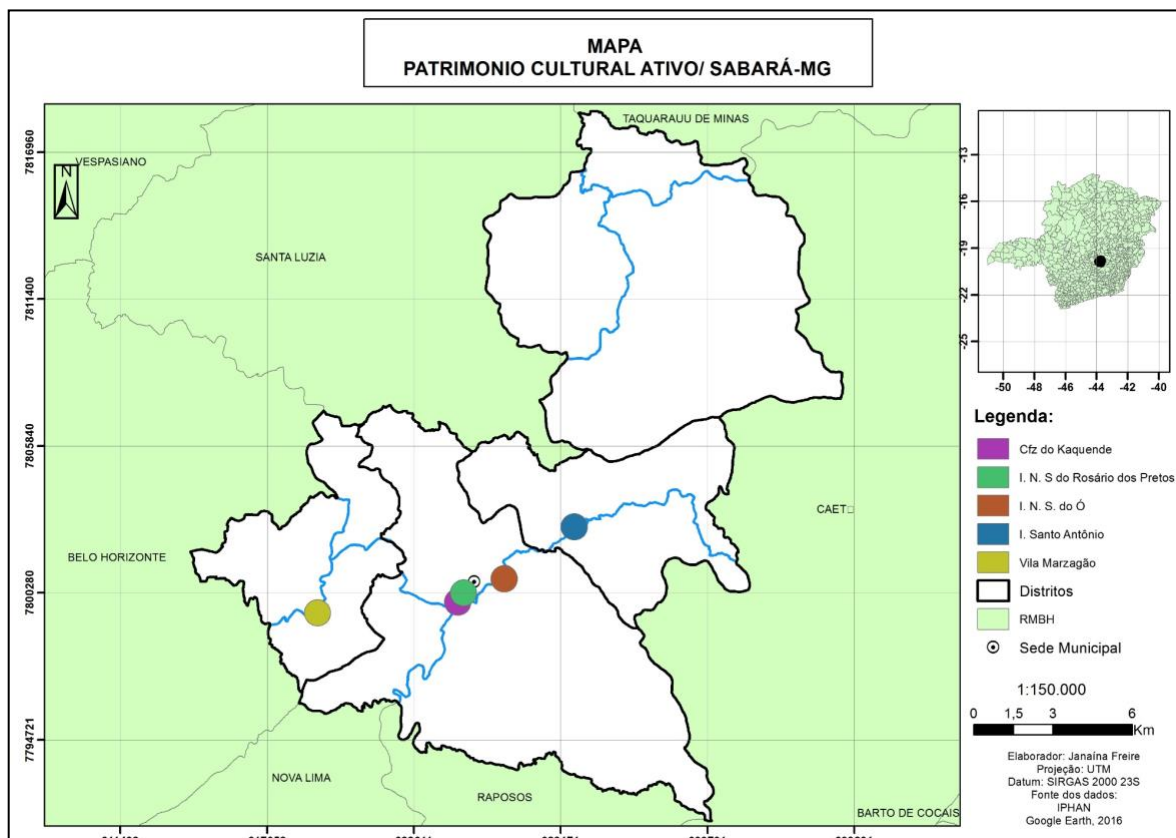 MAPA
PATRIMONIO CULTURAL ATIVO/ SABARÁ-MG
TAQUARAUU DE MINAS
VESPASIANO
N
SANTA LUZIA
CAET□
BELO HORIZONTE
NOVA LIMA
RAPOSOS
BARTO DE COCAIS
7816960
7811400
7805840
7800280
7794721
-13
-16
-19
-22
-25
-50 -48 -46 -44 -42 -40
Legenda:
Cfz do Kaquende
I. N. S do Rosário dos Pretos
I. N. S. do Ó
I. Santo Antônio
Vila Marzagão
Distritos
RMBH
Sede Municipal
1:150.000
0 1,5 3 6
Km
Elaborador: Janaína Freire
Projeção: UTM
Datum: SIRGAS 2000 23S
Fonte dos dados:
IPHAN
Google Earth, 2016